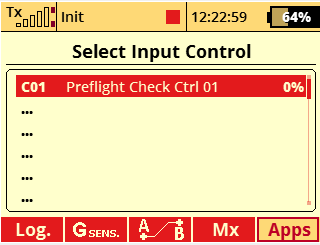 Tx Init 12:22:59 64%
Select Input Control
C01 Preflight Check Ctrl 01 0%
...
...
...
...
...
Log. G SENS. A B Mx Apps